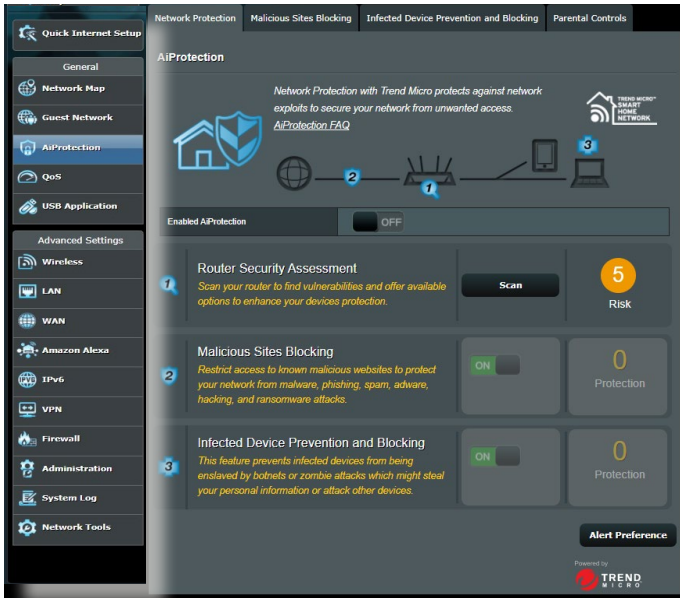 Quick Internet Setup
General
Network Map
Guest Network
AiProtection
QoS
USB Application
Advanced Settings
Wireless
LAN
WAN
Amazon Alexa
IPv6
VPN
Firewall
Administration
System Log
Network Tools
Network Protection
Malicious Sites Blocking
Infected Device Prevention and Blocking
Parental Controls
AiProtection
Network Protection with Trend Micro protects against network
exploits to secure your network from unwanted access.
AiProtection FAQ
TREND MICRO™
SMART
HOME
NETWORK
2
1
3
Enabled AiProtection
OFF
1
Router Security Assessment
Scan your router to find vulnerabilities and offer available
options to enhance your devices protection.
Scan
5
Risk
2
Malicious Sites Blocking
Restrict access to known malicious websites to protect
your network from malware, phishing, spam, adware,
hacking, and ransomware attacks.
ON
0
Protection
3
Infected Device Prevention and Blocking
This feature prevents infected devices from being
enslaved by botnets or zombie attacks which might steal
your personal information or attack other devices.
ON
0
Protection
Alert Preference
Powered by
TREND
MICRO